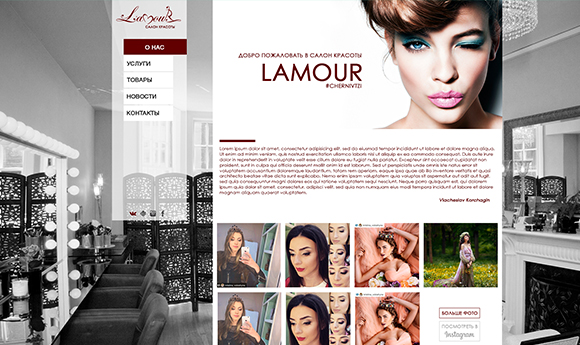 Lamour
САЛОН КРАСОТЫ
О НАС
УСЛУГИ
ТОВАРЫ
НОВОСТИ
КОНТАКТЫ
ДОБРО ПОЖАЛОВАТЬ В САЛОН КРАСОТЫ
LAMOUR
#CHERNIVTZI
Lorem ipsum dolor sit amet, consectetur adipiscing elit, sed do eiusmod tempor incididunt ut labore et dolore magna aliqua.
Ut enim ad minim veniam, quis nostrud exercitation ullamco laboris nisi ut aliquip ex ea commodo consequat. Duis aute irure
dolor in reprehenderit in voluptate velit esse cillum dolore eu fugiat nulla pariatur. Excepteur sint occaecat cupidatat non
proident, sunt in culpa qui officia deserunt mollit anim id est laborum. Sed ut perspiciatis unde omnis iste natus error sit
voluptatem accusantium doloremque laudantium, totam rem aperiam, eaque ipsa quae ab illo inventore veritatis et quasi
architecto beatae vitae dicta sunt explicabo. Nemo enim ipsam voluptatem quia voluptas sit aspernatur aut odit aut fugit
sed quia consequuntur magni dolores eos qui ratione voluptatem sequi nesciunt. Neque porro quisquam est, qui dolorem
ipsum quia dolor sit amet, consectetur, adipisci velit, sed quia non numquam eius modi tempora incidunt ut labore et dolore
magnam aliquam quaerat voluptatem.
Viacheslav Korchagin
БОЛЬШЕ ФОТО
ПОСМОТРЕТЬ В
Instagram